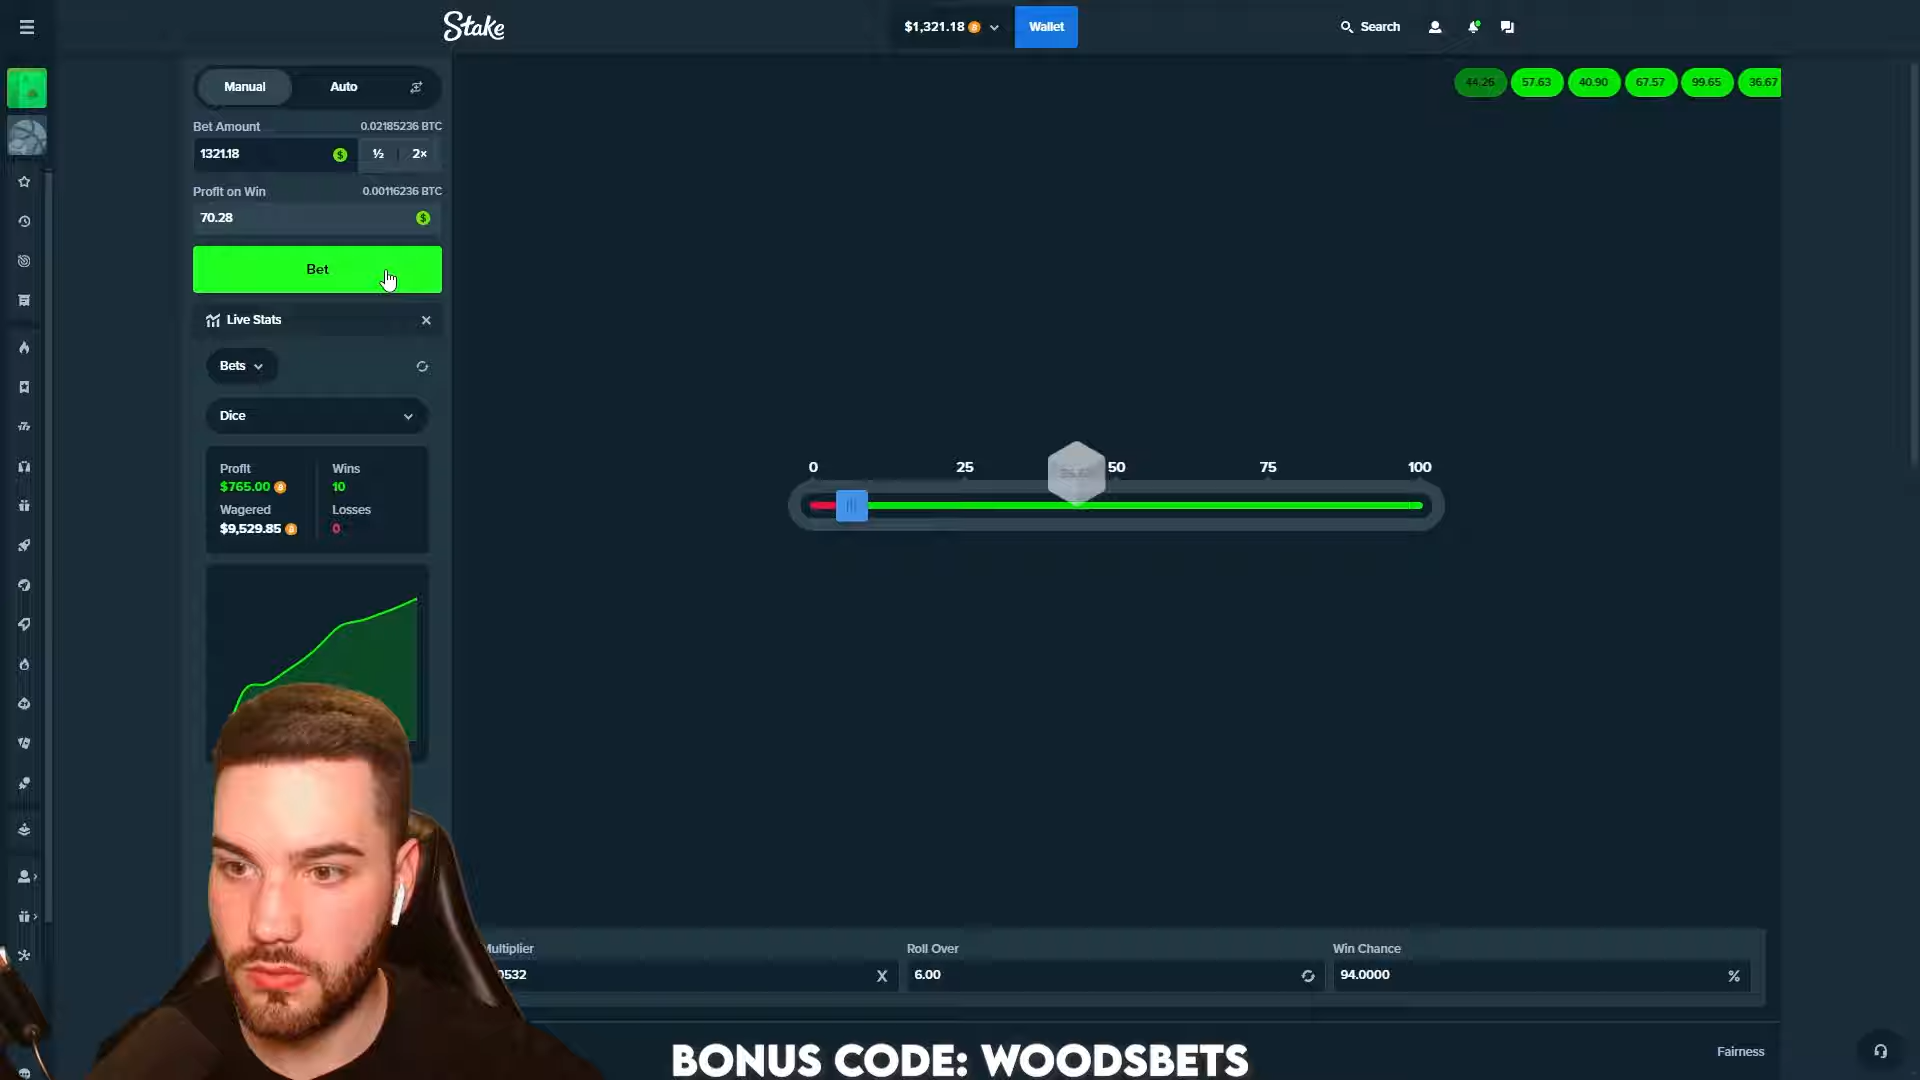 Stake
$1,321.18
Wallet
Search
Manual
Auto
44.26
57.63
40.90
67.57
99.65
36.67
Bet Amount
0.02185236 BTC
1321.18
½
2×
Profit on Win
0.00116236 BTC
70.28
Bet
Live Stats
Bets
Dice
Profit
Wins
$765.00
10
Wagered
Losses
$9,529.85
0
0
25
50
75
100
Multiplier
Roll Over
Win Chance
0532
6.00
94.0000
%
BONUS CODE: WOODSBETS
Fairness